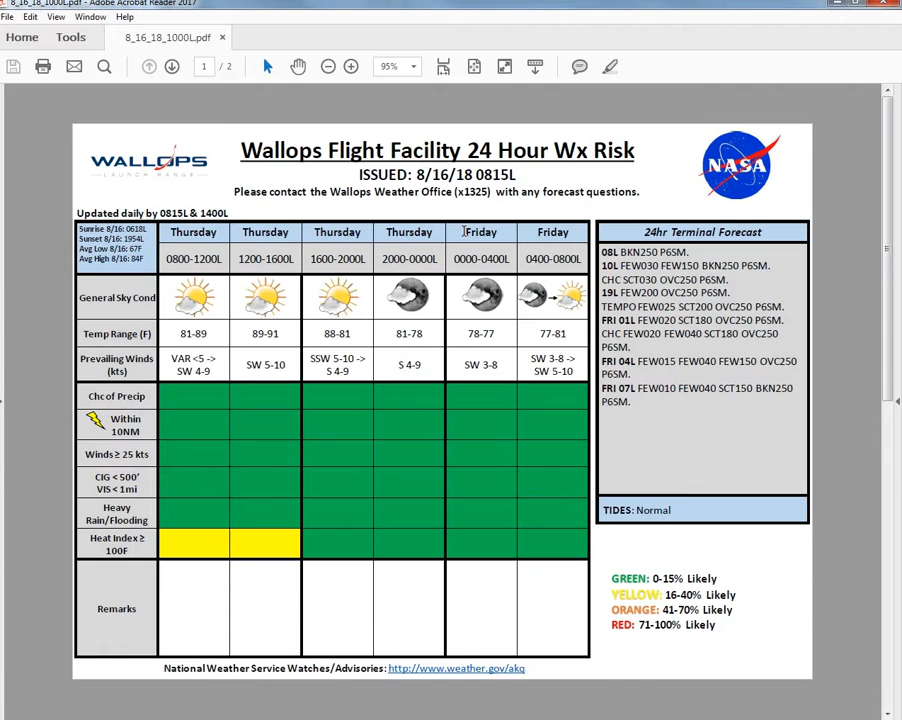 8_16_18_1000L.pdf - Adobe Acrobat Reader 2017
File Edit View Window Help
Home Tools 8_16_18_1000L.pdf ×
1 / 2 95%
WALLOPS
LAUNCH RANGE
Wallops Flight Facility 24 Hour Wx Risk
ISSUED: 8/16/18 0815L
Please contact the Wallops Weather Office (x1325) with any forecast questions.
NASA
Updated daily by 0815L & 1400L
Sunrise 8/16: 0618L
Sunset 8/16: 1954L
Avg Low 8/16: 67F
Avg High 8/16: 84F
Thursday Thursday Thursday Thursday Friday Friday
0800-1200L 1200-1600L 1600-2000L 2000-0000L 0000-0400L 0400-0800L
General Sky Cond
Temp Range (F) 81-89 89-91 88-81 81-78 78-77 77-81
Prevailing Winds (kts) VAR <5 -> SW 4-9 SW 5-10 SSW 5-10 -> S 4-9 S 4-9 SW 3-8 SW 3-8 -> SW 5-10
Chc of Precip
Within
10NM
Winds ≥ 25 kts
CIG < 500'
VIS < 1mi
Heavy
Rain/Flooding
Heat Index ≥
100F
Remarks
24hr Terminal Forecast
08L BKN250 P6SM.
10L FEW030 FEW150 BKN250 P6SM.
CHC SCT030 OVC250 P6SM.
19L FEW200 OVC250 P6SM.
TEMPO FEW025 SCT200 OVC250 P6SM.
FRI 01L FEW020 SCT180 OVC250 P6SM.
CHC FEW020 FEW040 SCT180 OVC250
P6SM.
FRI 04L FEW015 FEW040 FEW150 OVC250
P6SM.
FRI 07L FEW010 FEW040 SCT150 BKN250
P6SM.
TIDES: Normal
GREEN: 0-15% Likely
YELLOW: 16-40% Likely
ORANGE: 41-70% Likely
RED: 71-100% Likely
National Weather Service Watches/Advisories: http://www.weather.gov/akq